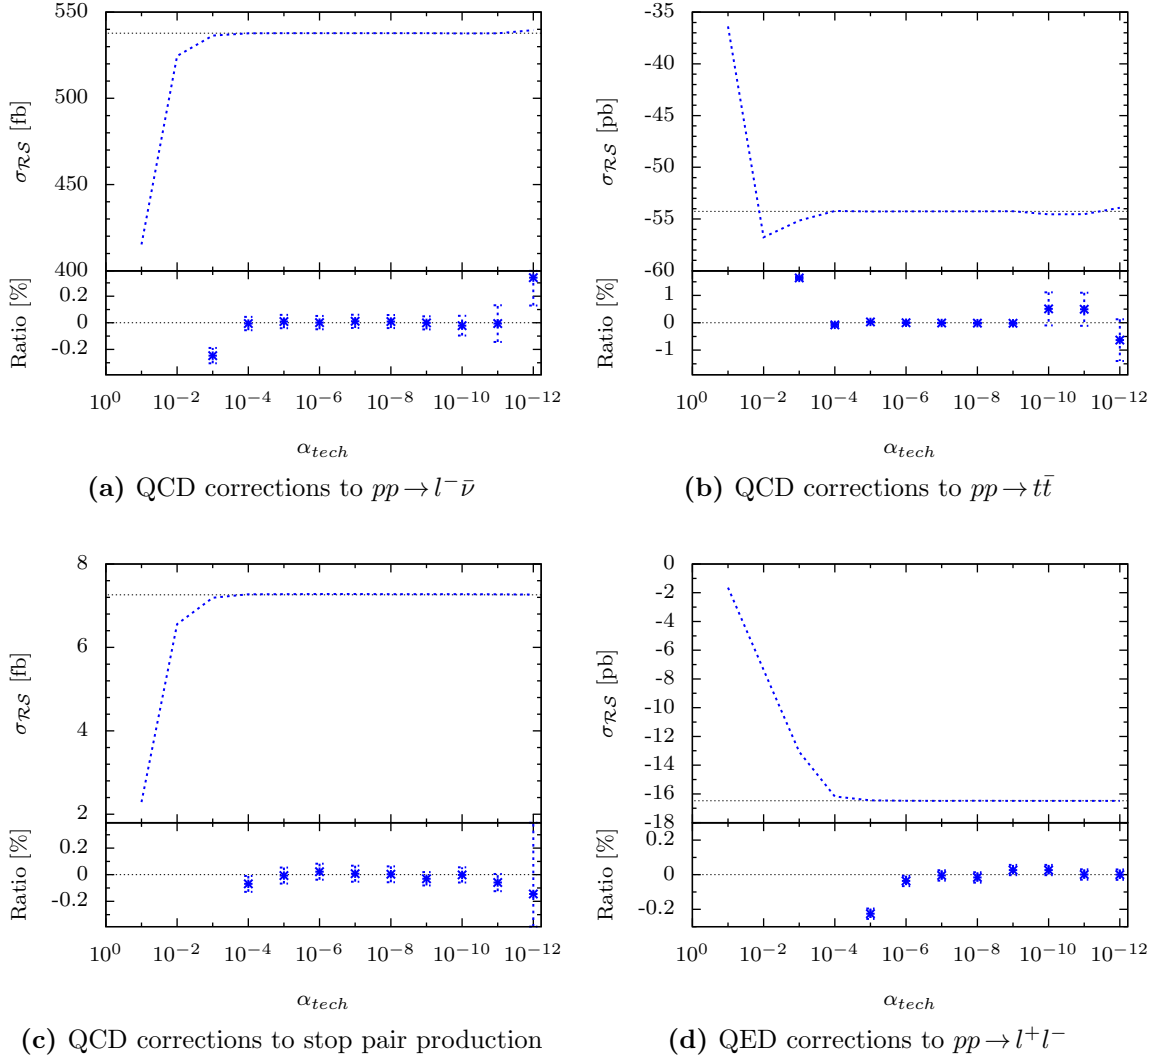 550
500
450
400
σ_RS [fb]
0.2
0
-0.2
Ratio [%]
10^0 10^−2 10^−4 10^−6 10^−8 10^−10 10^−12
α_tech
(a) QCD corrections to pp → l^− ν̄
-35
-40
-45
-50
-55
-60
σ_RS [pb]
1
0
-1
Ratio [%]
10^0 10^−2 10^−4 10^−6 10^−8 10^−10 10^−12
α_tech
(b) QCD corrections to pp → tt̄
8
6
4
2
σ_RS [fb]
0.2
0
-0.2
Ratio [%]
10^0 10^−2 10^−4 10^−6 10^−8 10^−10 10^−12
α_tech
(c) QCD corrections to stop pair production
0
-2
-4
-6
-8
-10
-12
-14
-16
-18
σ_RS [pb]
0.2
0
-0.2
Ratio [%]
10^0 10^−2 10^−4 10^−6 10^−8 10^−10 10^−12
α_tech
(d) QED corrections to pp → l^+ l^−